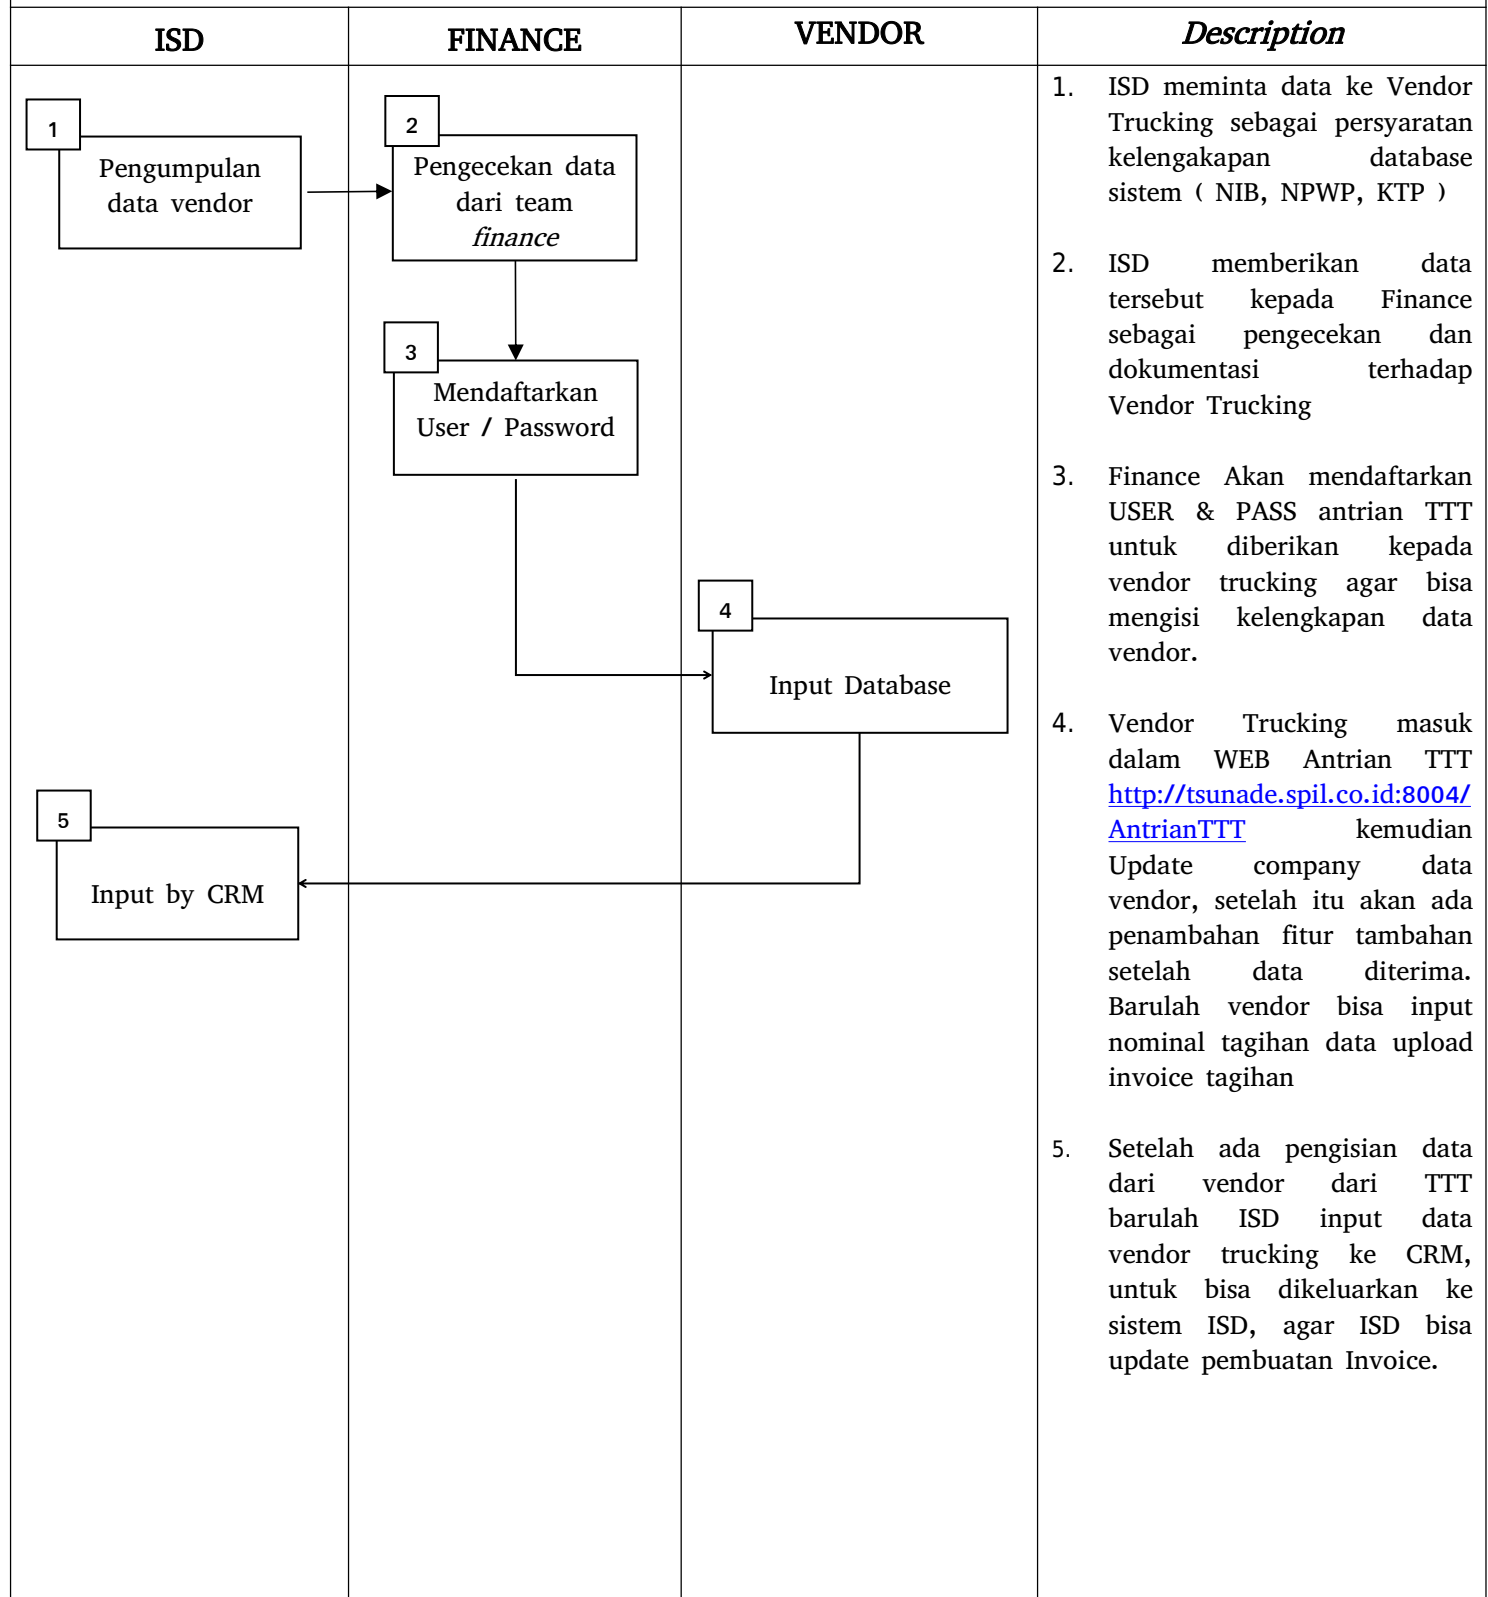 ISD
FINANCE
VENDOR
Description
1
Pengumpulan
data vendor
2
Pengecekan data
dari team
finance
3
Mendaftarkan
User / Password
4
Input Database
5
Input by CRM
1. ISD meminta data ke Vendor
Trucking sebagai persyaratan
kelengakapan database
sistem ( NIB, NPWP, KTP )
2. ISD memberikan data
tersebut kepada Finance
sebagai pengecekan dan
dokumentasi terhadap
Vendor Trucking
3. Finance Akan mendaftarkan
USER & PASS antrian TTT
untuk diberikan kepada
vendor trucking agar bisa
mengisi kelengkapan data
vendor.
4. Vendor Trucking masuk
dalam WEB Antrian TTT
http://tsunade.spil.co.id:8004/
AntrianTTT kemudian
Update company data
vendor, setelah itu akan ada
penambahan fitur tambahan
setelah data diterima.
Barulah vendor bisa input
nominal tagihan data upload
invoice tagihan
5. Setelah ada pengisian data
dari vendor dari TTT
barulah ISD input data
vendor trucking ke CRM,
untuk bisa dikeluarkan ke
sistem ISD, agar ISD bisa
update pembuatan Invoice.